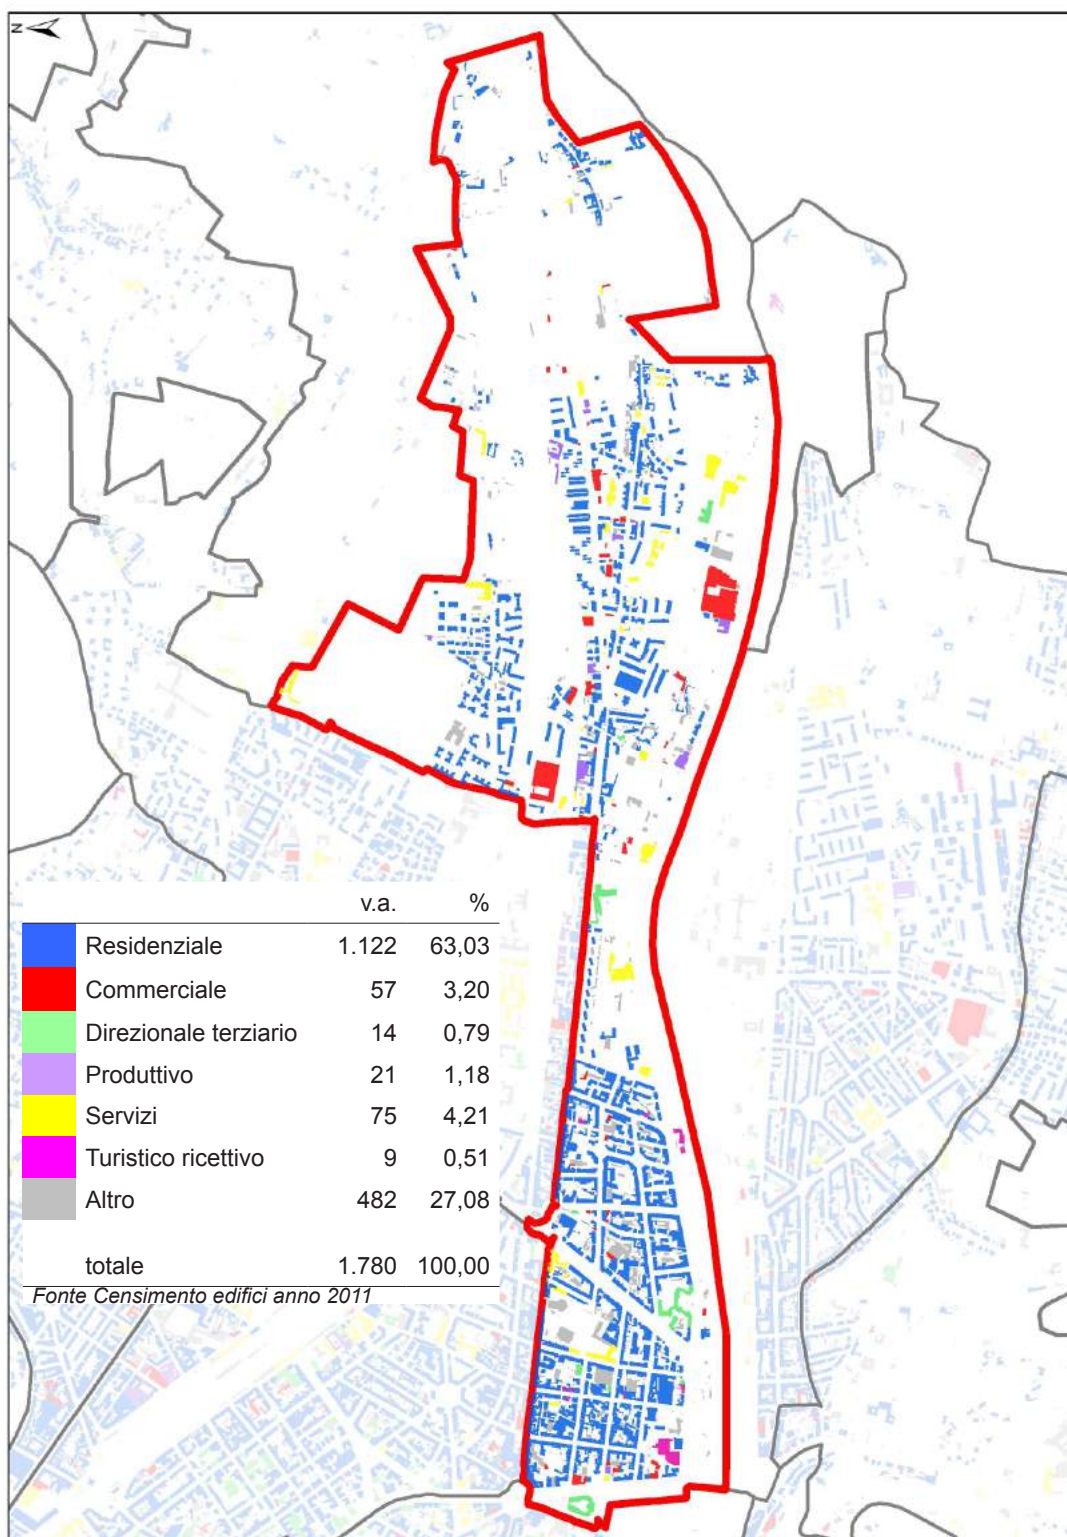 N
v.a. %
Residenziale 1.122 63,03
Commerciale 57 3,20
Direzionale terziario 14 0,79
Produttivo 21 1,18
Servizi 75 4,21
Turistico ricettivo 9 0,51
Altro 482 27,08
totale 1.780 100,00
Fonte Censimento edifici anno 2011